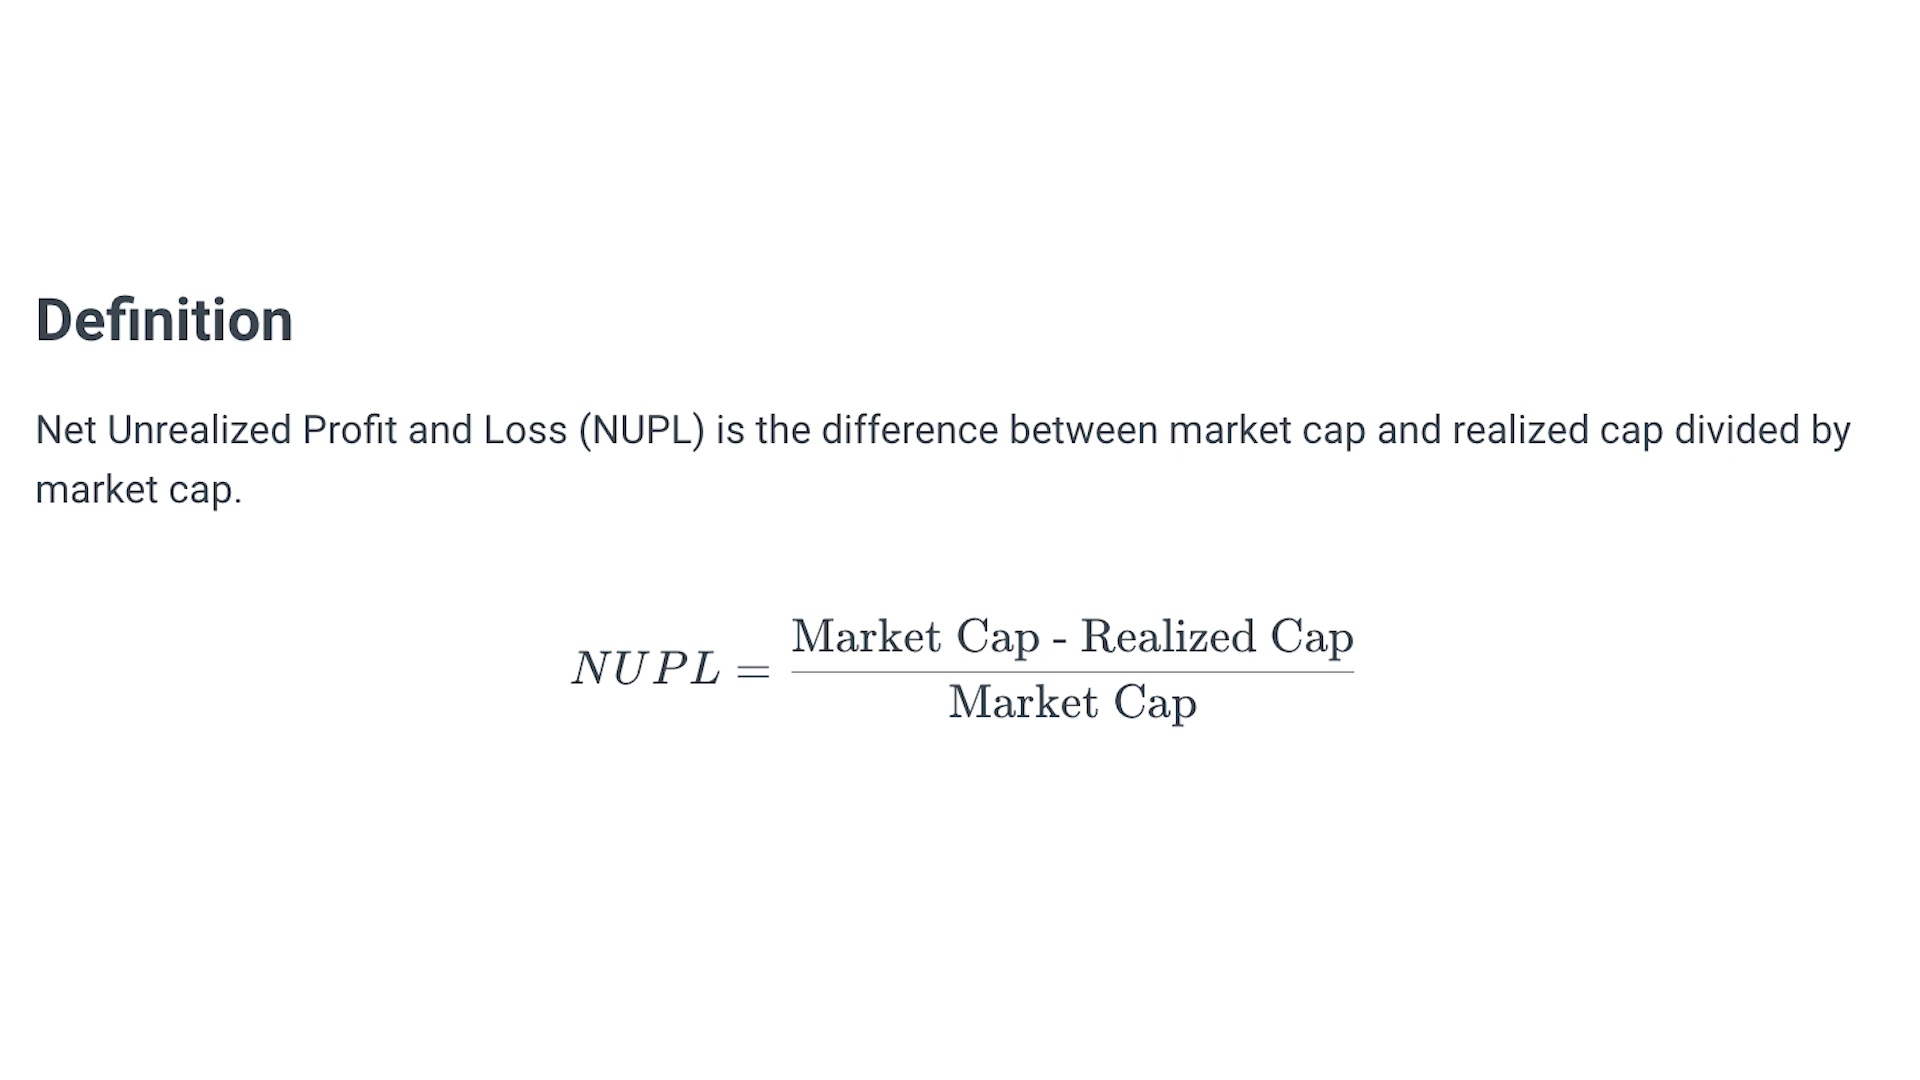 Definition
Net Unrealized Profit and Loss (NUPL) is the difference between market cap and realized cap divided by
market cap.
NUPL = Market Cap - Realized Cap
Market Cap